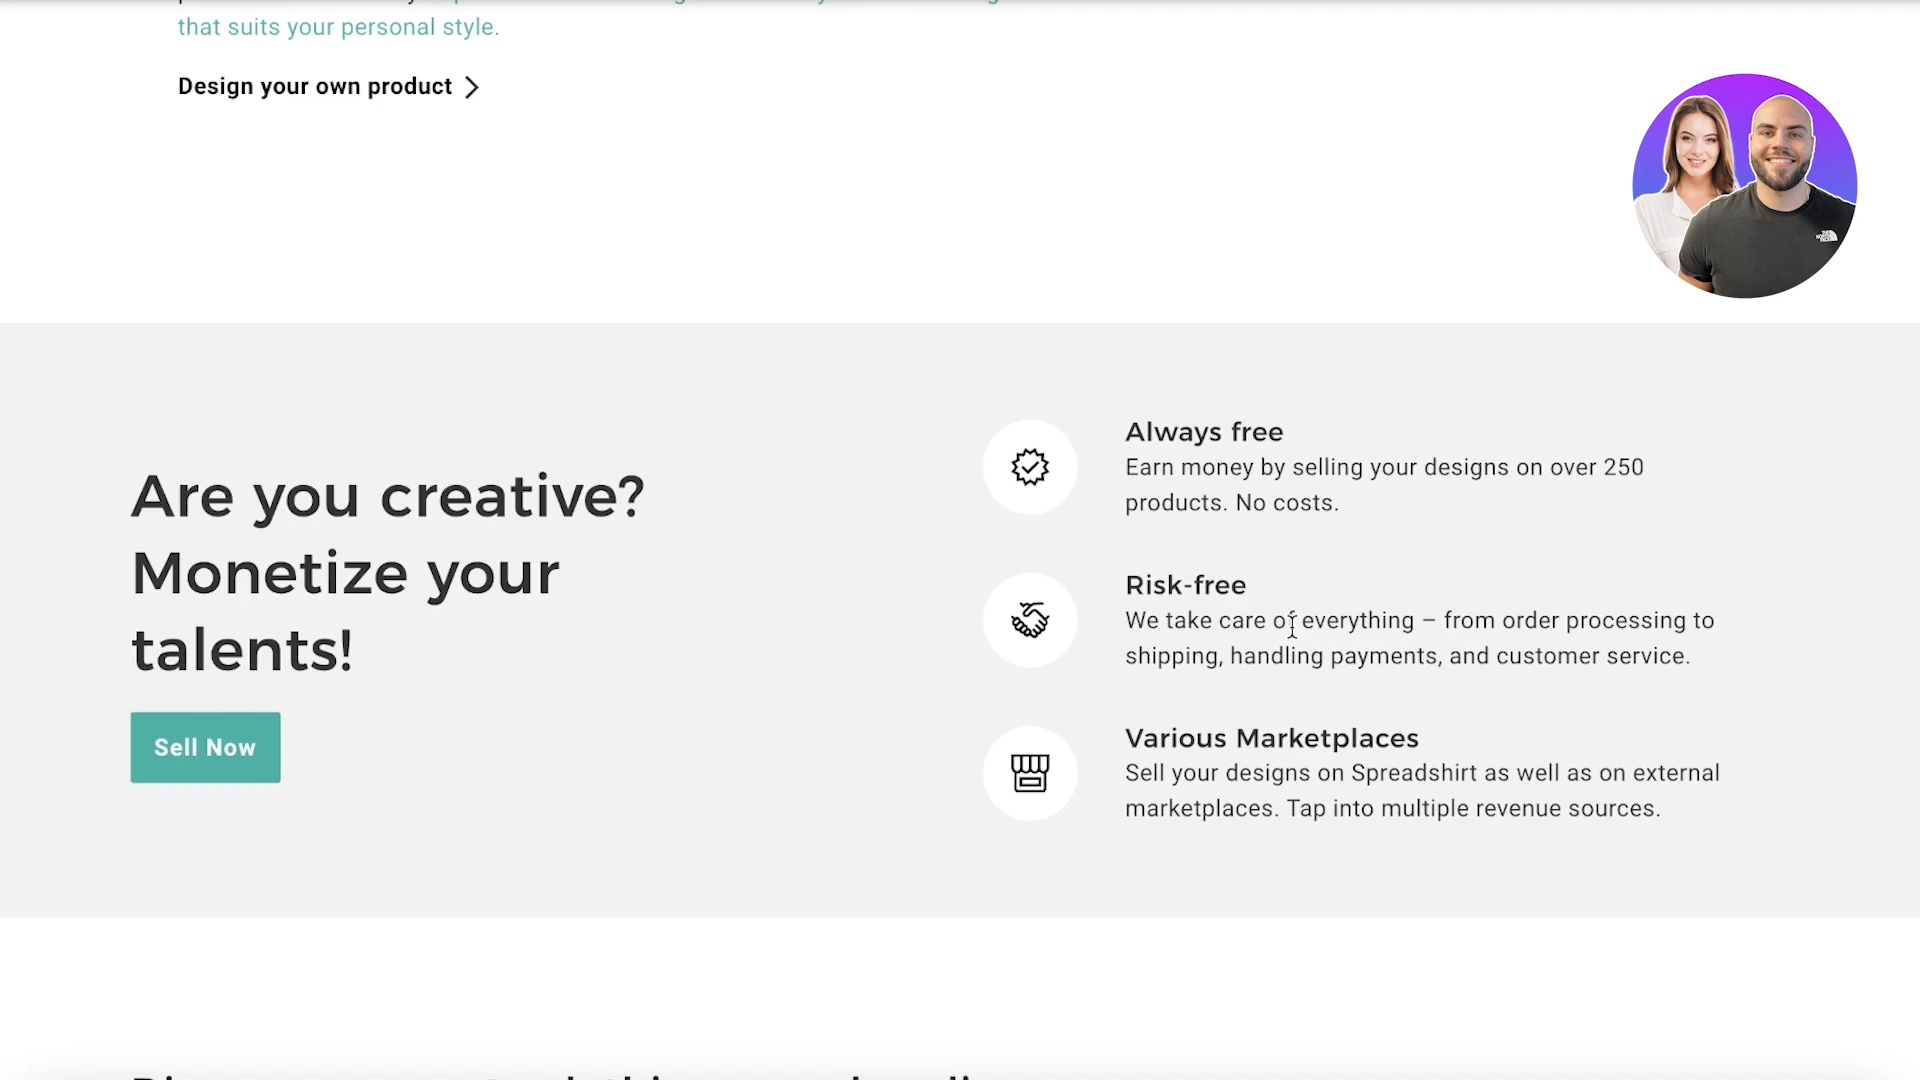 that suits your personal style.
Design your own product
Are you creative?
Monetize your
talents!
Sell Now
Always free
Earn money by selling your designs on over 250
products. No costs.
Risk-free
We take care of everything – from order processing to
shipping, handling payments, and customer service.
Various Marketplaces
Sell your designs on Spreadshirt as well as on external
marketplaces. Tap into multiple revenue sources.